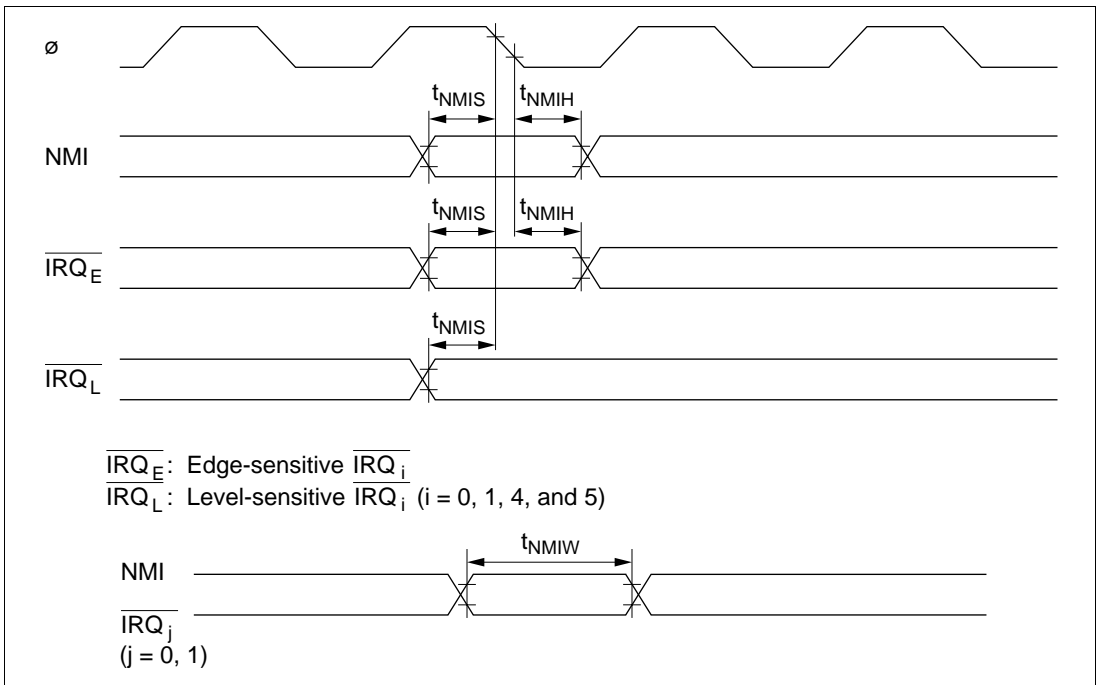 ø
tNMIS tNMIH
NMI
tNMIS tNMIH
IRQE
tNMIS
IRQL
IRQE: Edge-sensitive IRQi
IRQL: Level-sensitive IRQi (i = 0, 1, 4, and 5)
tNMIW
NMI
IRQj
(j = 0, 1)